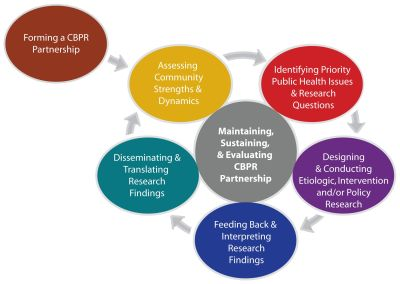 Forming a CBPR
Partnership
Assessing
Community
Strengths &
Dynamics
Identifying Priority
Public Health Issues
& Research
Questions
Maintaining,
Sustaining,
& Evaluating
CBPR
Partnership
Designing
& Conducting
Etiologic, Intervention
and/or Policy
Research
Feeding Back &
Interpreting
Research
Findings
Disseminating &
Translating
Research
Findings